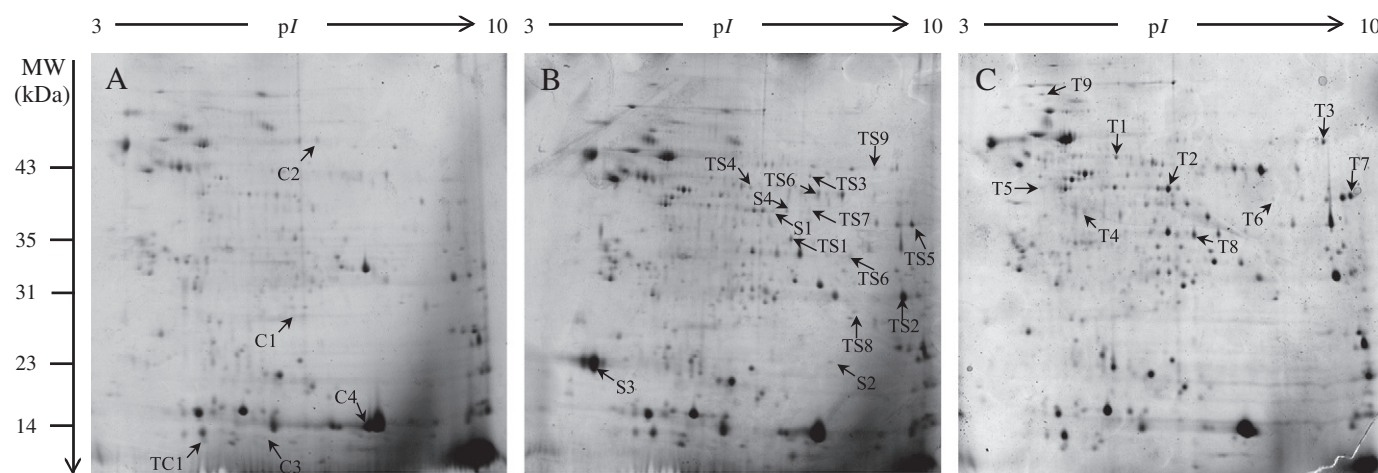 3 pI 10 3 pI 10 3 pI 10
MW
(kDa)
43
35
31
23
14
A
C2
C1
C4
TC1
C3
B
TS9
TS4
TS6
TS3
S4
S1
TS7
TS1
TS5
TS6
TS2
TS8
S3
S2
C
T9
T1
T3
T2
T7
T5
T6
T4
T8